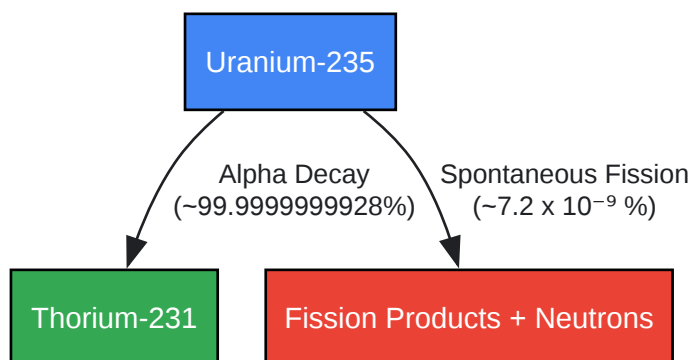 Uranium-235
Alpha Decay
(~99.9999999928%)
Spontaneous Fission
(~7.2 x 10⁻⁹ %)
Thorium-231
Fission Products + Neutrons